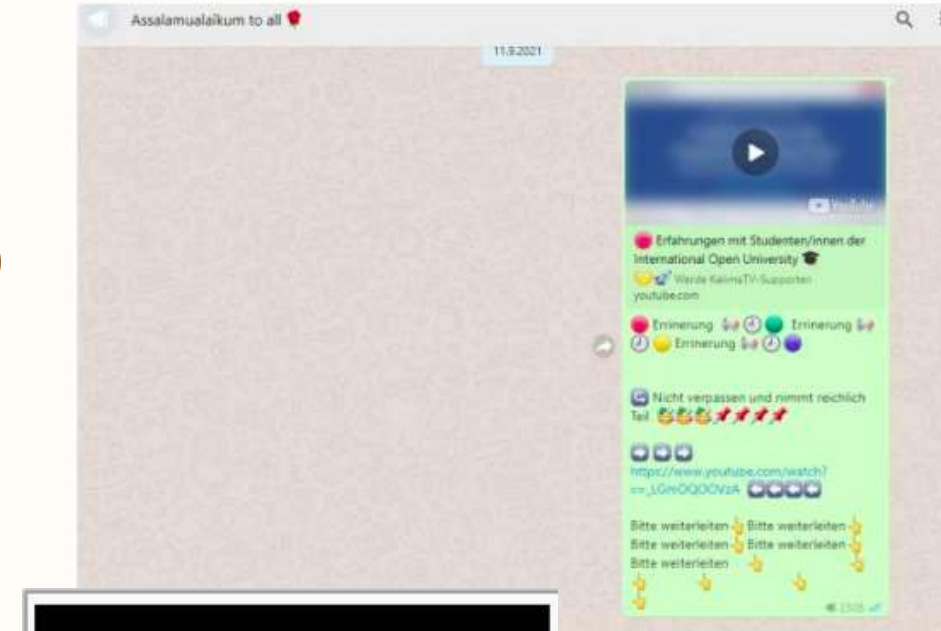 Assalamualaikum to all 🌹
11.9.2021
YouTube
🔴 Erfahrungen mit Studenten/innen der
International Open University 🎓
Werde KalimaTV-Supporter:
youtube.com
🔴 Errinerung 🕗 🟢 Errinerung
🕗 🟡 Errinerung 🕗 🟣
Nicht verpassen und nimmt reichlich
Teil 📌📌📌📌
https://www.youtube.com/watch?
Bitte weiterleiten 👆 Bitte weiterleiten 👆
Bitte weiterleiten 👆 Bitte weiterleiten 👆
Bitte weiterleiten 👆 👆
👆 👆 👆 👆
👆